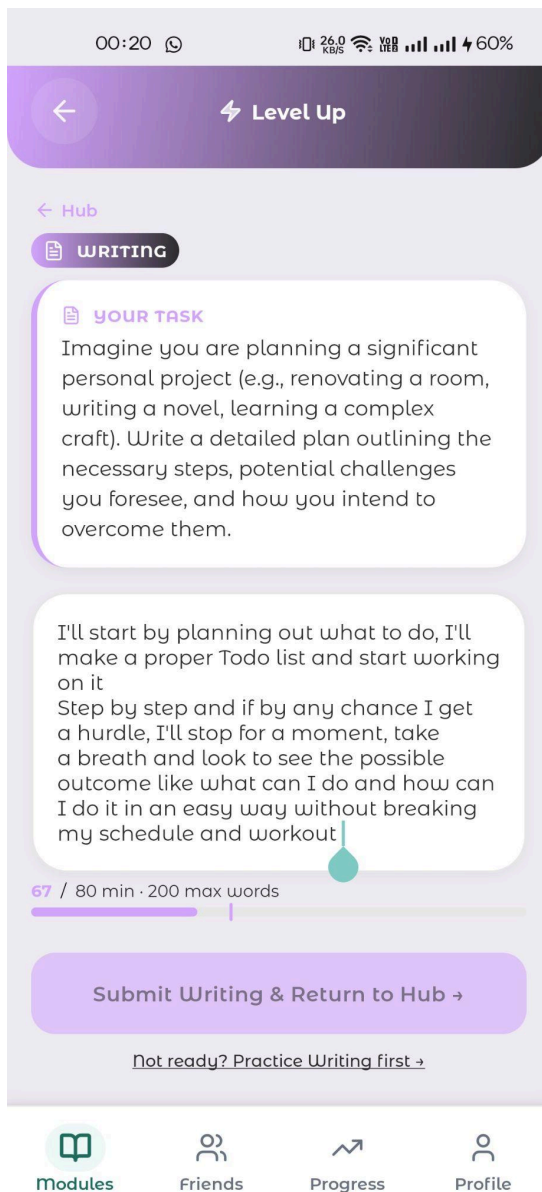 00:20
26.0 KB/S
VoD LTE B
60%
Level Up
← Hub
WRITING
YOUR TASK
Imagine you are planning a significant
personal project (e.g., renovating a room,
writing a novel, learning a complex
craft). Write a detailed plan outlining the
necessary steps, potential challenges
you foresee, and how you intend to
overcome them.
I'll start by planning out what to do, I'll
make a proper Todo list and start working
on it
Step by step and if by any chance I get
a hurdle, I'll stop for a moment, take
a breath and look to see the possible
outcome like what can I do and how can
I do it in an easy way without breaking
my schedule and workout
67 / 80 min · 200 max words
Submit Writing & Return to Hub →
Not ready? Practice Writing first →
Modules Friends Progress Profile